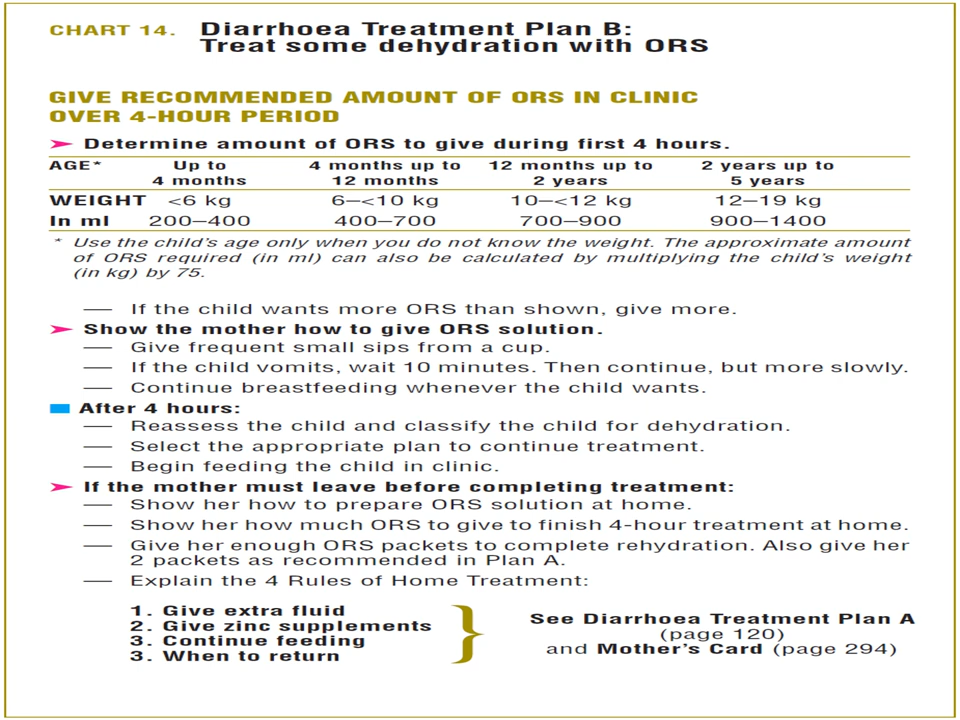 CHART 14. Diarrhoea Treatment Plan B:
Treat some dehydration with ORS
GIVE RECOMMENDED AMOUNT OF ORS IN CLINIC
OVER 4-HOUR PERIOD
➤ Determine amount of ORS to give during first 4 hours.
AGE* Up to 4 months up to 12 months up to 2 years up to
4 months 12 months 2 years 5 years
WEIGHT <6 kg 6–<10 kg 10–<12 kg 12–19 kg
In ml 200–400 400–700 700–900 900–1400
* Use the child's age only when you do not know the weight. The approximate amount
of ORS required (in ml) can also be calculated by multiplying the child's weight
(in kg) by 75.
— If the child wants more ORS than shown, give more.
➤ Show the mother how to give ORS solution.
— Give frequent small sips from a cup.
— If the child vomits, wait 10 minutes. Then continue, but more slowly.
— Continue breastfeeding whenever the child wants.
■ After 4 hours:
— Reassess the child and classify the child for dehydration.
— Select the appropriate plan to continue treatment.
— Begin feeding the child in clinic.
➤ If the mother must leave before completing treatment:
— Show her how to prepare ORS solution at home.
— Show her how much ORS to give to finish 4-hour treatment at home.
— Give her enough ORS packets to complete rehydration. Also give her
2 packets as recommended in Plan A.
— Explain the 4 Rules of Home Treatment:
1. Give extra fluid
2. Give zinc supplements
3. Continue feeding
3. When to return
See Diarrhoea Treatment Plan A
(page 120)
and Mother's Card (page 294)